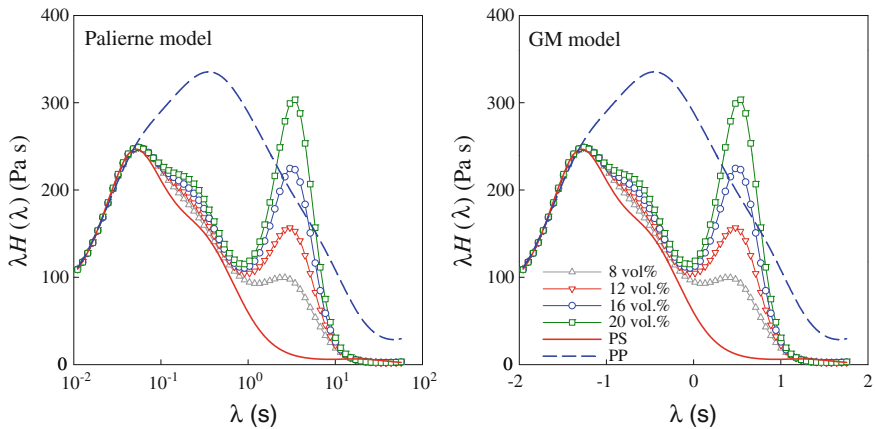 Palierne model
λH (λ) (Pa s)
400
300
200
100
0
10⁻² 10⁻¹ 10⁰ 10¹ 10²
λ (s)
GM model
λH (λ) (Pa s)
400
300
200
100
0
8 vol%
12 vol.%
16 vol.%
20 vol.%
PS
PP
-2 -1 0 1 2
λ (s)